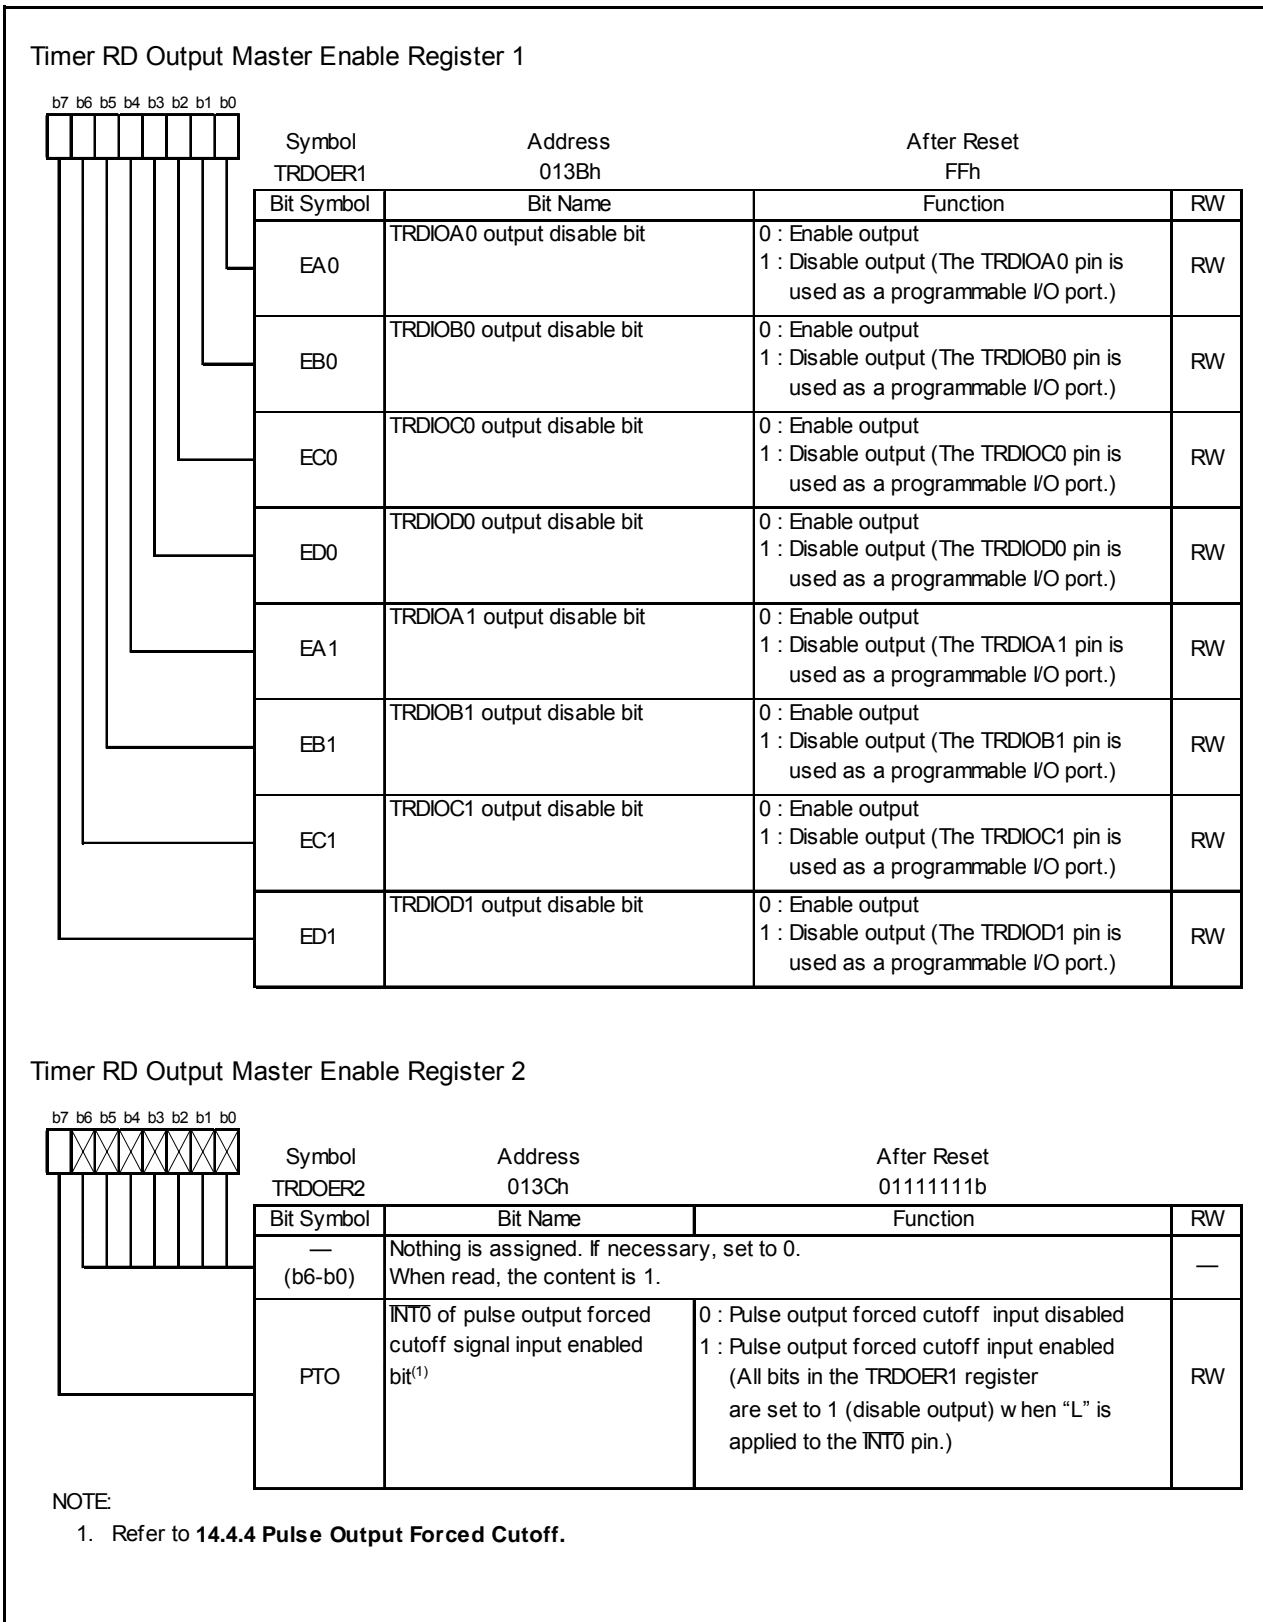 Timer RD Output Master Enable Register 1
b7 b6 b5 b4 b3 b2 b1 b0
Symbol Address After Reset
TRDOER1 013Bh FFh
Bit Symbol Bit Name Function RW
EA0 TRDIOA0 output disable bit 0 : Enable output
1 : Disable output (The TRDIOA0 pin is RW
used as a programmable I/O port.)
EB0 TRDIOB0 output disable bit 0 : Enable output
1 : Disable output (The TRDIOB0 pin is RW
used as a programmable I/O port.)
EC0 TRDIOC0 output disable bit 0 : Enable output
1 : Disable output (The TRDIOC0 pin is RW
used as a programmable I/O port.)
ED0 TRDIOD0 output disable bit 0 : Enable output
1 : Disable output (The TRDIOD0 pin is RW
used as a programmable I/O port.)
EA1 TRDIOA1 output disable bit 0 : Enable output
1 : Disable output (The TRDIOA1 pin is RW
used as a programmable I/O port.)
EB1 TRDIOB1 output disable bit 0 : Enable output
1 : Disable output (The TRDIOB1 pin is RW
used as a programmable I/O port.)
EC1 TRDIOC1 output disable bit 0 : Enable output
1 : Disable output (The TRDIOC1 pin is RW
used as a programmable I/O port.)
ED1 TRDIOD1 output disable bit 0 : Enable output
1 : Disable output (The TRDIOD1 pin is RW
used as a programmable I/O port.)
Timer RD Output Master Enable Register 2
b7 b6 b5 b4 b3 b2 b1 b0
Symbol Address After Reset
TRDOER2 013Ch 01111111b
Bit Symbol Bit Name Function RW
— Nothing is assigned. If necessary, set to 0. —
(b6-b0) When read, the content is 1.
PTO I̅N̅T̅0̅ of pulse output forced 0 : Pulse output forced cutoff input disabled RW
cutoff signal input enabled 1 : Pulse output forced cutoff input enabled
bit(1) (All bits in the TRDOER1 register
are set to 1 (disable output) when “L” is
applied to the I̅N̅T̅0̅ pin.)
NOTE:
1. Refer to 14.4.4 Pulse Output Forced Cutoff.